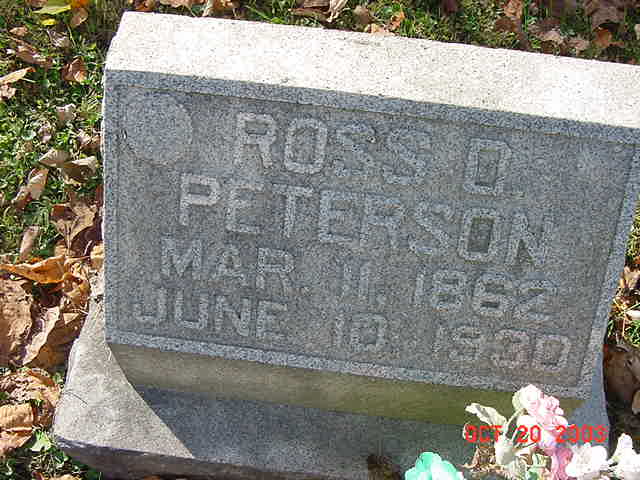 ROSS O.
PETERSON
MAR. 11, 1862
JUNE 10, 1930
OCT 20 2003